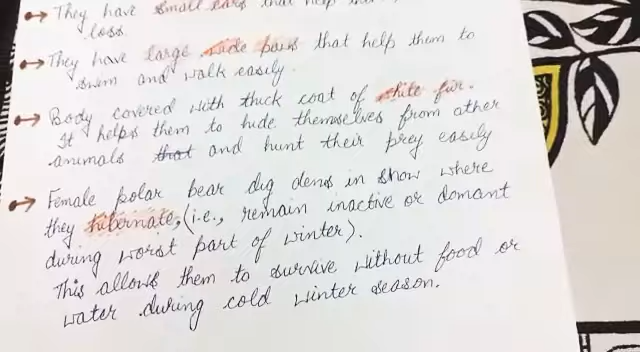 They have small ears that help
loss.
They have large wide paws that help them to
swim and walk easily.
Body covered with thick coat of white fur.
It helps them to hide themselves from other
animals that and hunt their prey easily
Female polar bear dig dens in snow where
they hibernate, (i.e., remain inactive or domant
during worst part of winter).
This allows them to survive without food or
water during cold winter season.